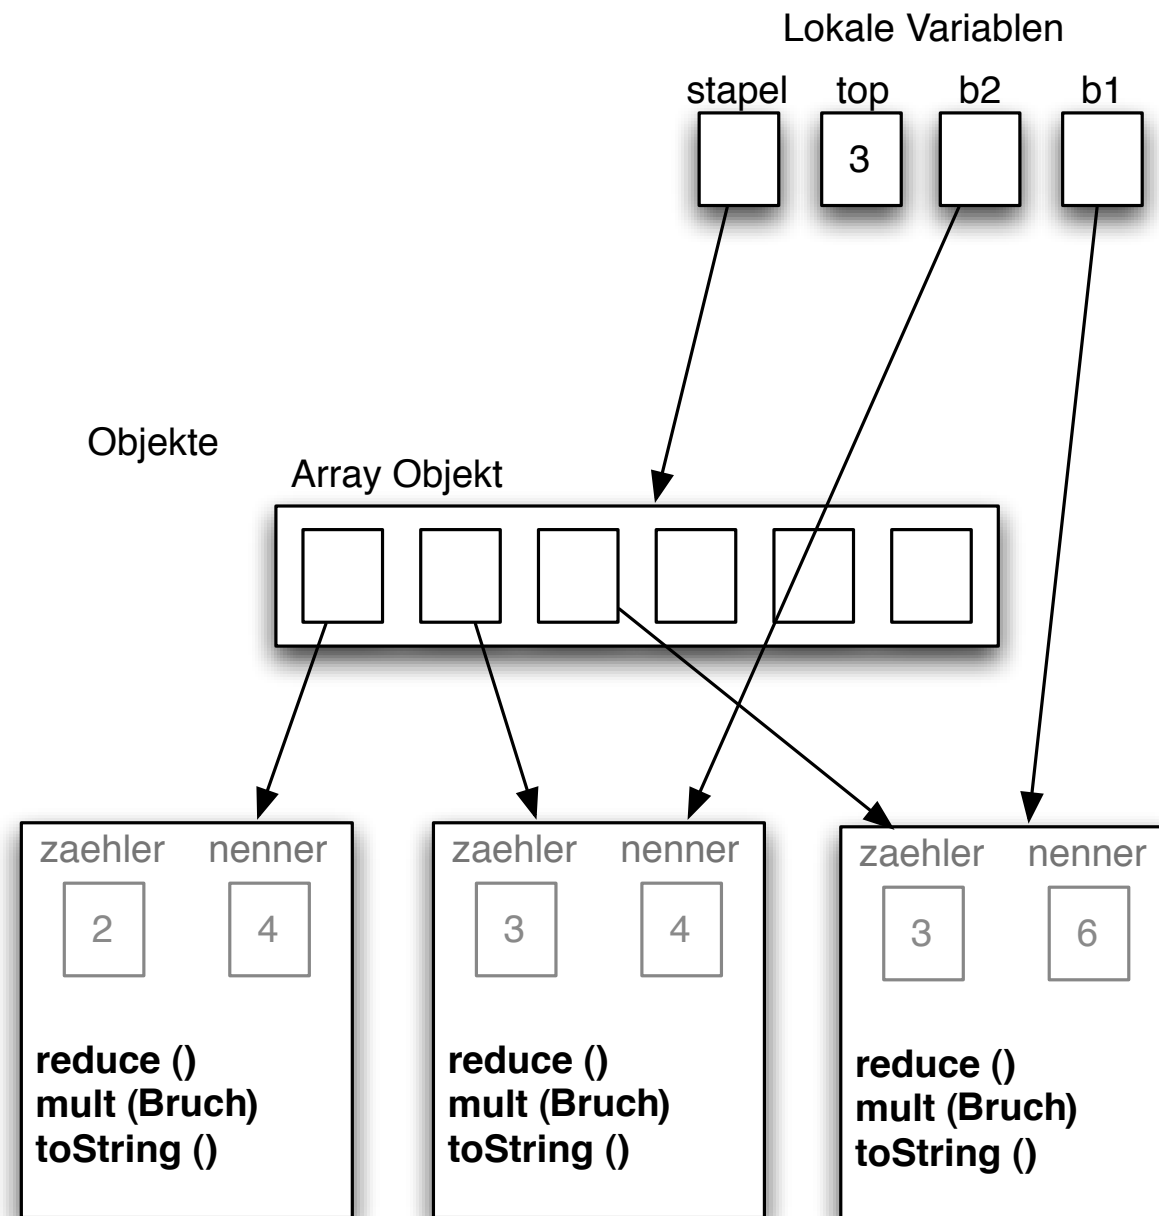 Lokale Variablen
stapel top b2 b1
3
Objekte
Array Objekt
zaehler nenner
2 4
reduce ()
mult (Bruch)
toString ()
zaehler nenner
3 4
reduce ()
mult (Bruch)
toString ()
zaehler nenner
3 6
reduce ()
mult (Bruch)
toString ()